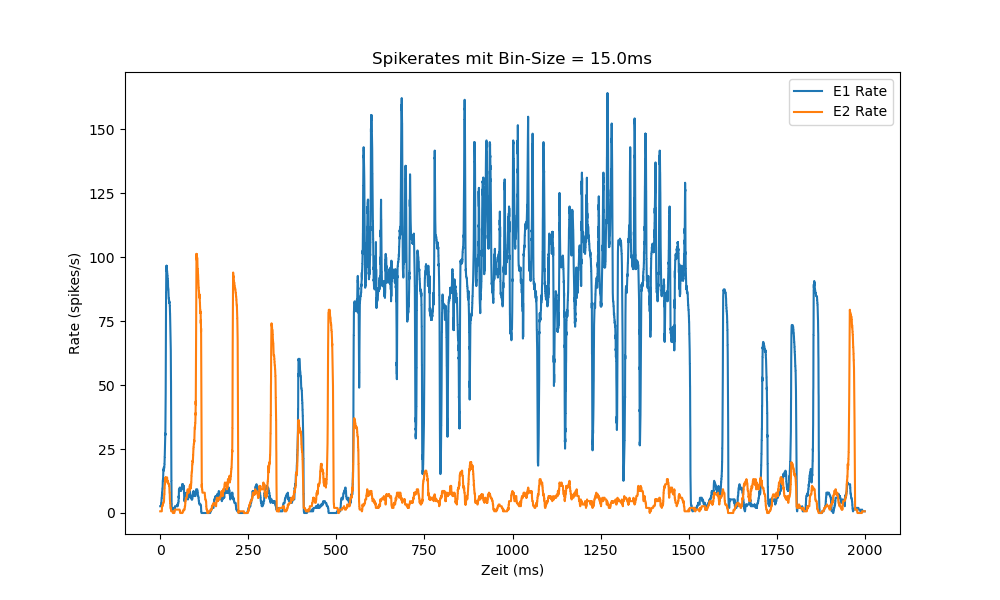 Spikerates mit Bin-Size = 15.0ms
E1 Rate
E2 Rate
Rate (spikes/s)
150
125
100
75
50
25
0
0 250 500 750 1000 1250 1500 1750 2000
Zeit (ms)